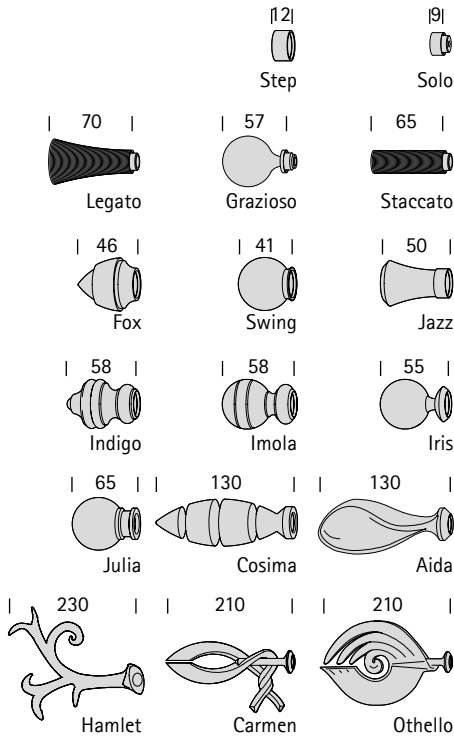 12 9
Step Solo
70 57 65
Legato Grazioso Staccato
46 41 50
Fox Swing Jazz
58 58 55
Indigo Imola Iris
65 130 130
Julia Cosima Aida
230 210 210
Hamlet Carmen Othello